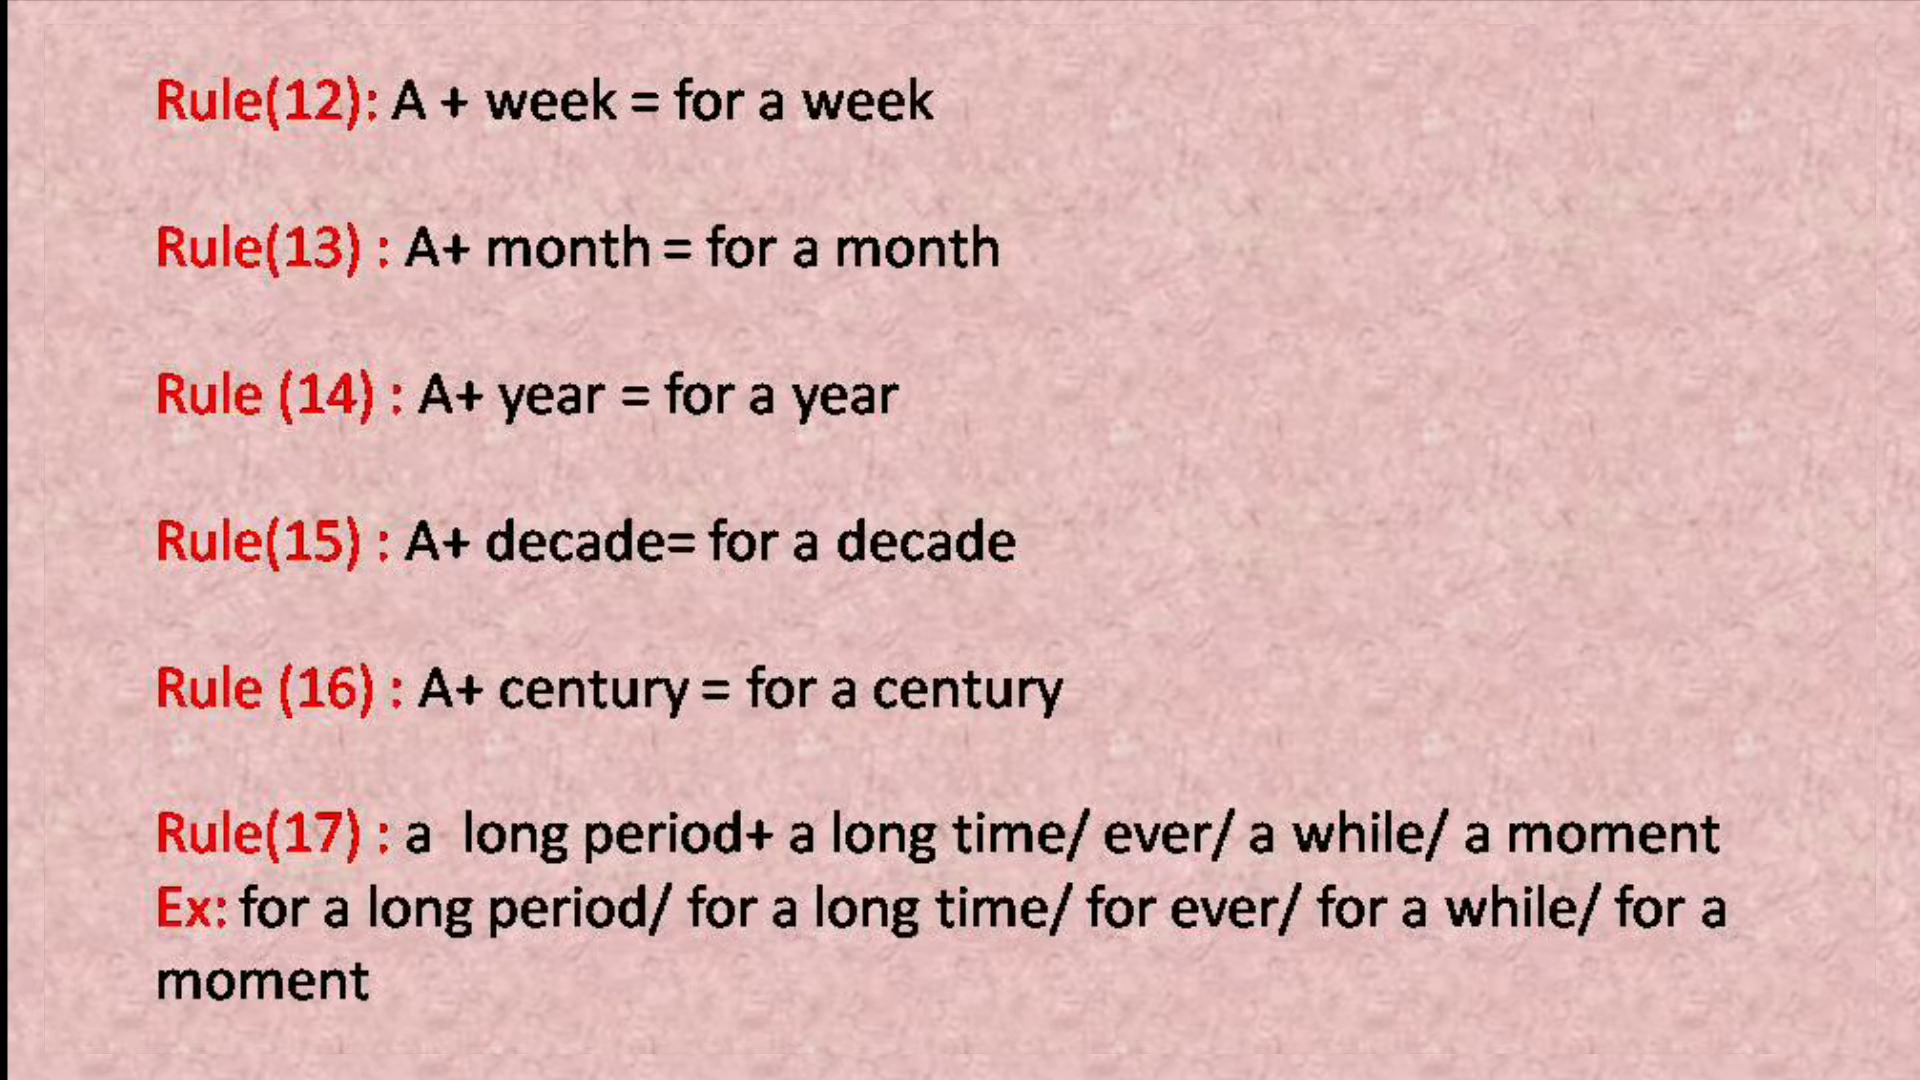 Rule(12): A + week = for a week
Rule(13) : A+ month = for a month
Rule (14) : A+ year = for a year
Rule(15) : A+ decade= for a decade
Rule (16) : A+ century = for a century
Rule(17) : a long period+ a long time/ ever/ a while/ a moment
Ex: for a long period/ for a long time/ for ever/ for a while/ for a
moment